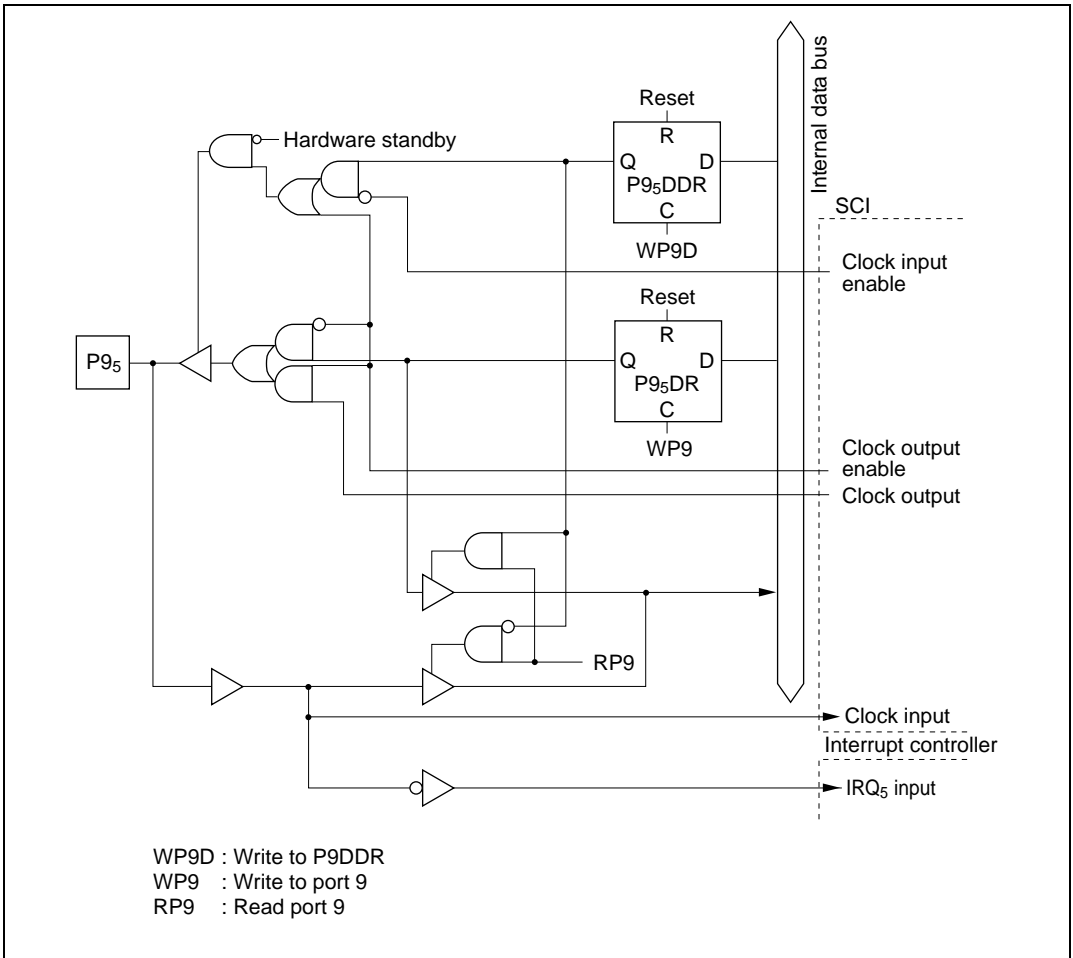 Internal data bus
Reset
Hardware standby
R
Q
D
P9₅DDR
C
WP9D
SCI
Clock input
enable
Reset
R
P9₅
Q
D
P9₅DR
C
WP9
Clock output
enable
Clock output
RP9
Clock input
Interrupt controller
IRQ₅ input
WP9D : Write to P9DDR
WP9 : Write to port 9
RP9 : Read port 9